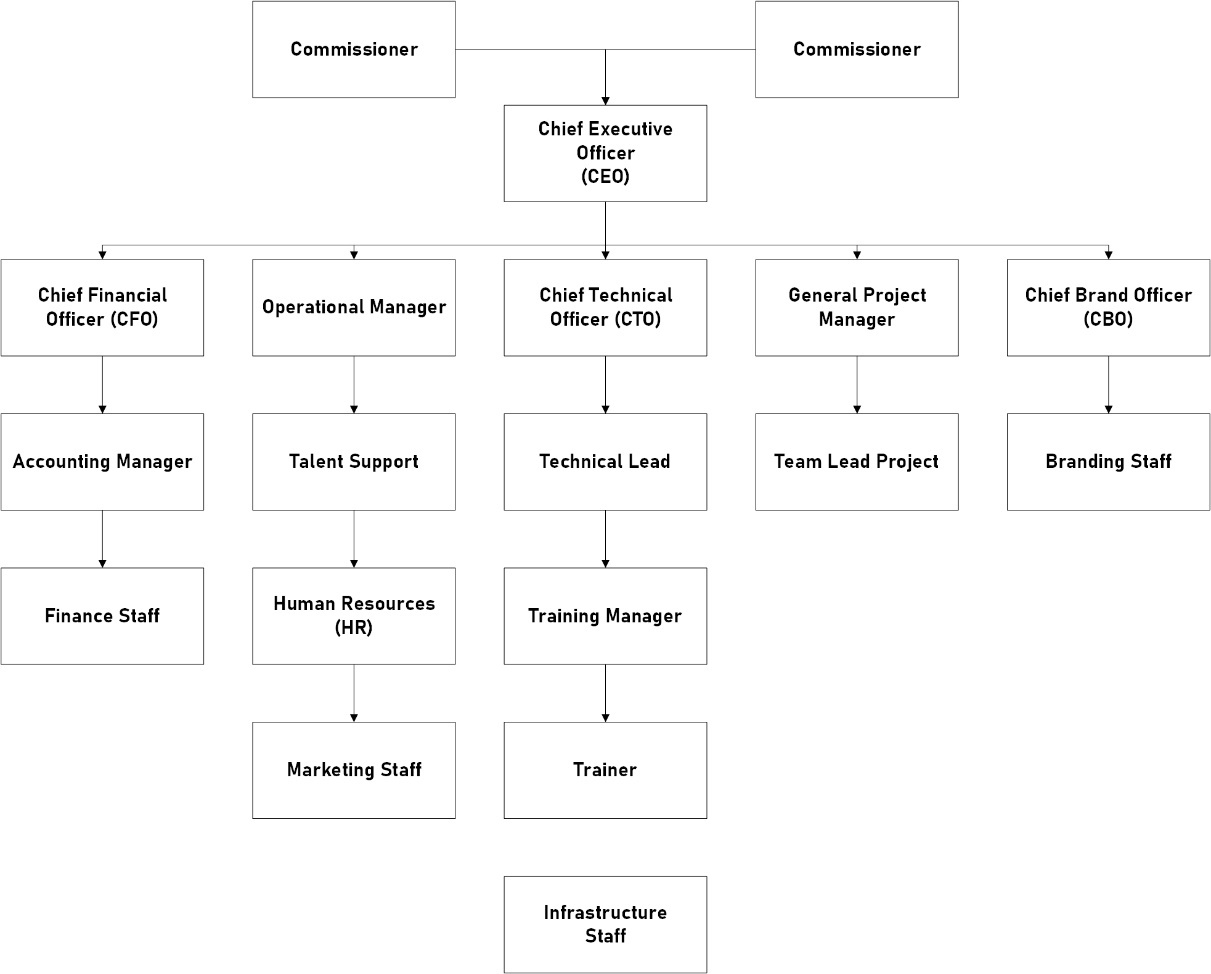 Commissioner
Commissioner
Chief Executive
Officer
(CEO)
Chief Financial
Officer (CFO)
Operational Manager
Chief Technical
Officer (CTO)
General Project
Manager
Chief Brand Officer
(CBO)
Accounting Manager
Talent Support
Technical Lead
Team Lead Project
Branding Staff
Finance Staff
Human Resources
(HR)
Training Manager
Marketing Staff
Trainer
Infrastructure
Staff